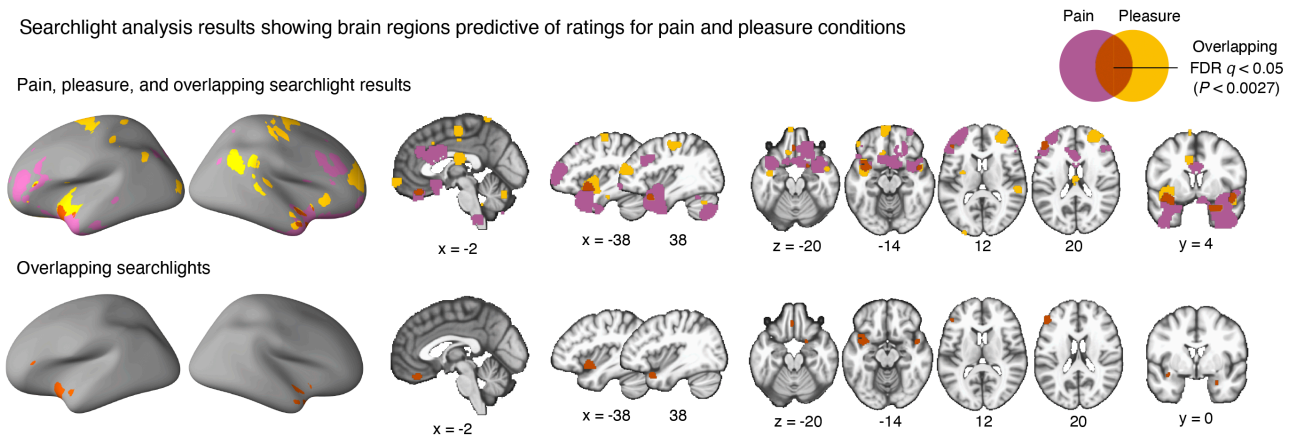 Searchlight analysis results showing brain regions predictive of ratings for pain and pleasure conditions
Pain Pleasure
Overlapping
FDR q < 0.05
(P < 0.0027)
Pain, pleasure, and overlapping searchlight results
x = -2
x = -38
38
z = -20
-14
12
20
y = 4
Overlapping searchlights
x = -2
x = -38
38
z = -20
-14
12
20
y = 0